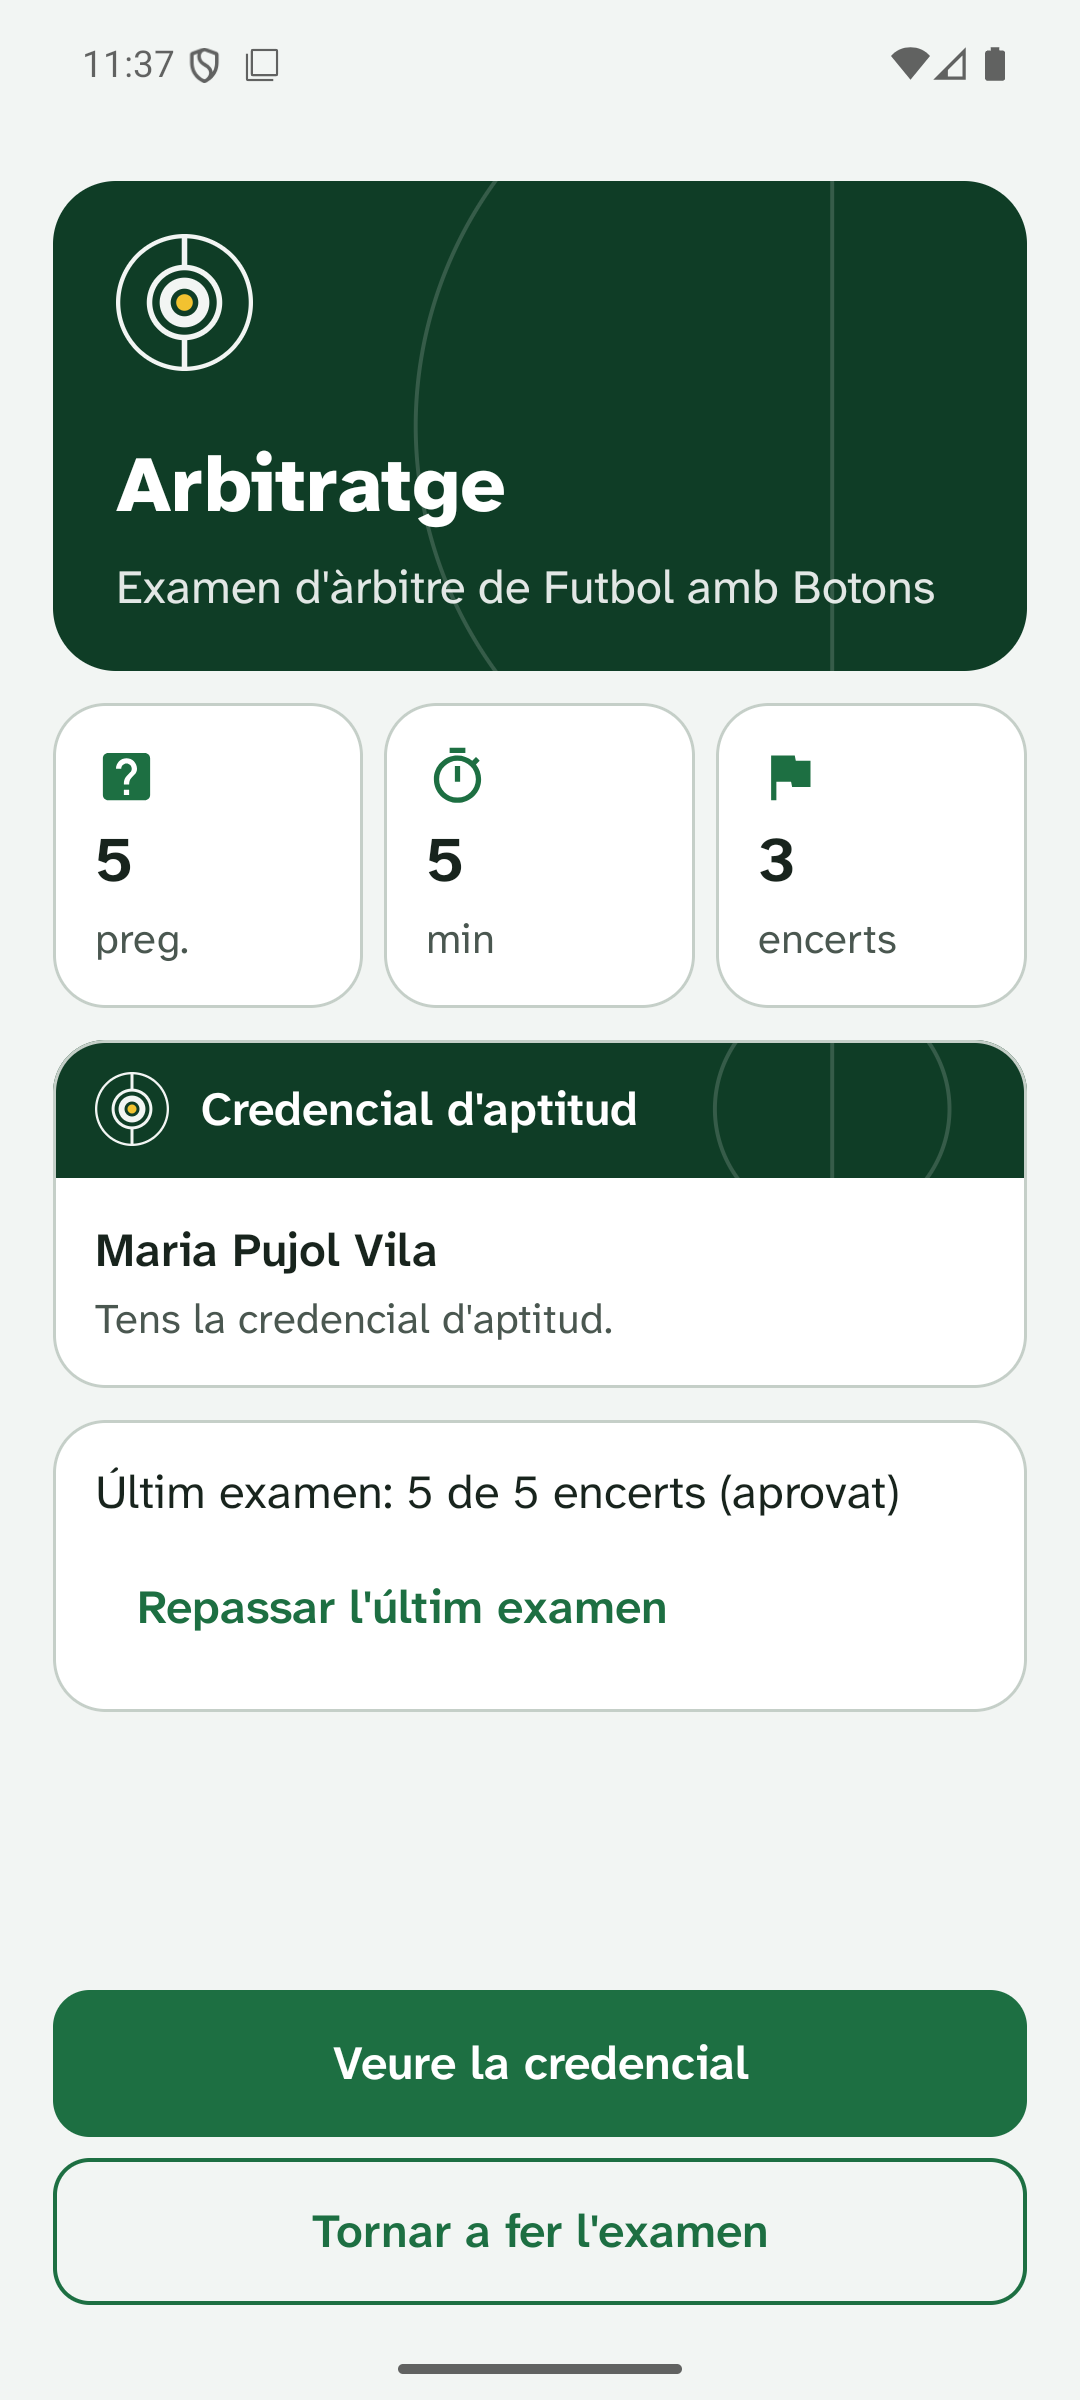 11:37
Arbitratge
Examen d'àrbitre de Futbol amb Botons
5
preg.
5
min
3
encerts
Credencial d'aptitud
Maria Pujol Vila
Tens la credencial d'aptitud.
Últim examen: 5 de 5 encerts (aprovat)
Repassar l'últim examen
Veure la credencial
Tornar a fer l'examen